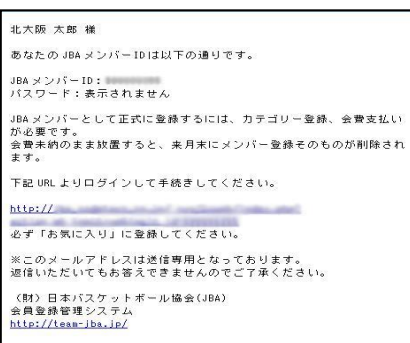 北大阪 太郎 様
あなたの JBA メンバーIDは以下の通りです。
JBA メンバーID：
パスワード：表示されません
JBA メンバーとして正式に登録するには、カテゴリー登録、会費支払い
が必要です。
会費未納のまま放置すると、来月末にメンバー登録そのものが削除され
ます。
下記 URL よりログインして手続きしてください。
http://
必ず「お気に入り」に登録してください。
※このメールアドレスは送信専用となっております。
返信いただいてもお答えできませんのでご了承ください。
（財）日本バスケットボール協会(JBA)
会員登録管理システム
http://team-jba.jp/